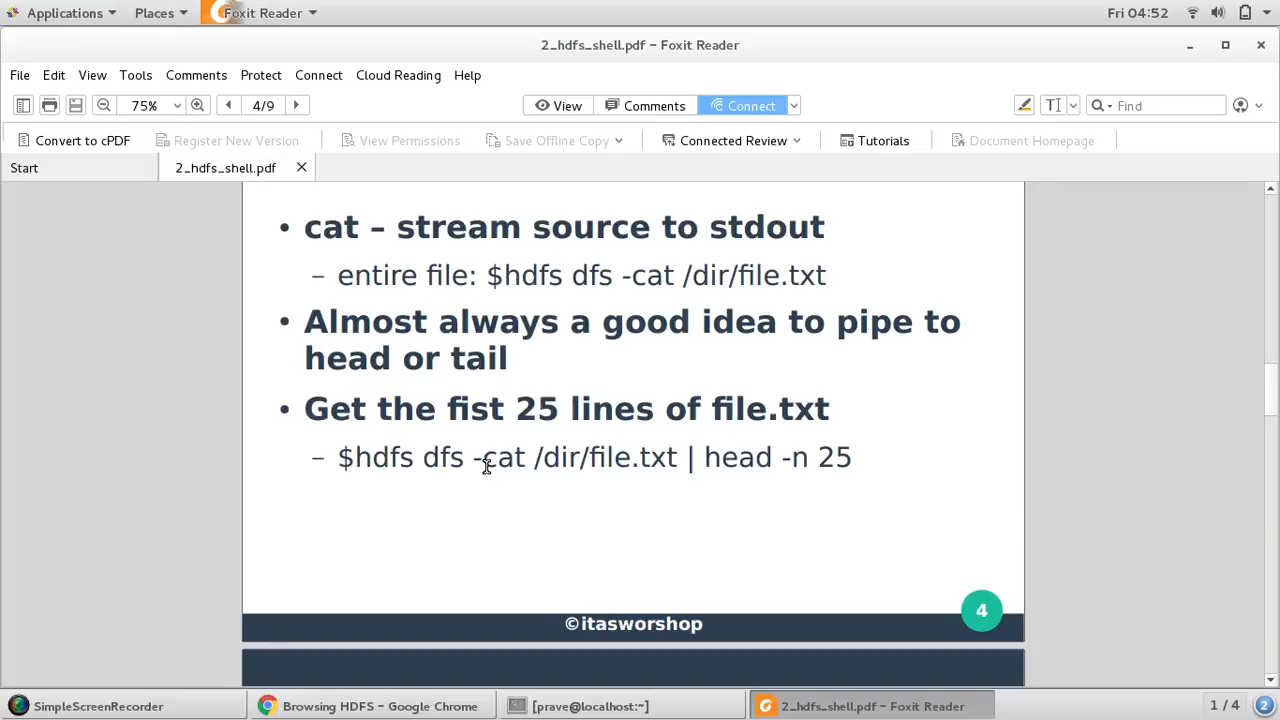 Applications Places Foxit Reader Fri 04:52
2_hdfs_shell.pdf - Foxit Reader
File Edit View Tools Comments Protect Connect Cloud Reading Help
75% 4/9 View Comments Connect Find
Convert to cPDF Register New Version View Permissions Save Offline Copy Connected Review Tutorials Document Homepage
Start 2_hdfs_shell.pdf
• cat – stream source to stdout
– entire file: $hdfs dfs -cat /dir/file.txt
• Almost always a good idea to pipe to
head or tail
• Get the fist 25 lines of file.txt
– $hdfs dfs -cat /dir/file.txt | head -n 25
4
©itasworshop
SimpleScreenRecorder Browsing HDFS - Google Chrome [prave@localhost:~] 2_hdfs_shell.pdf - Foxit Reader 1 / 4 2